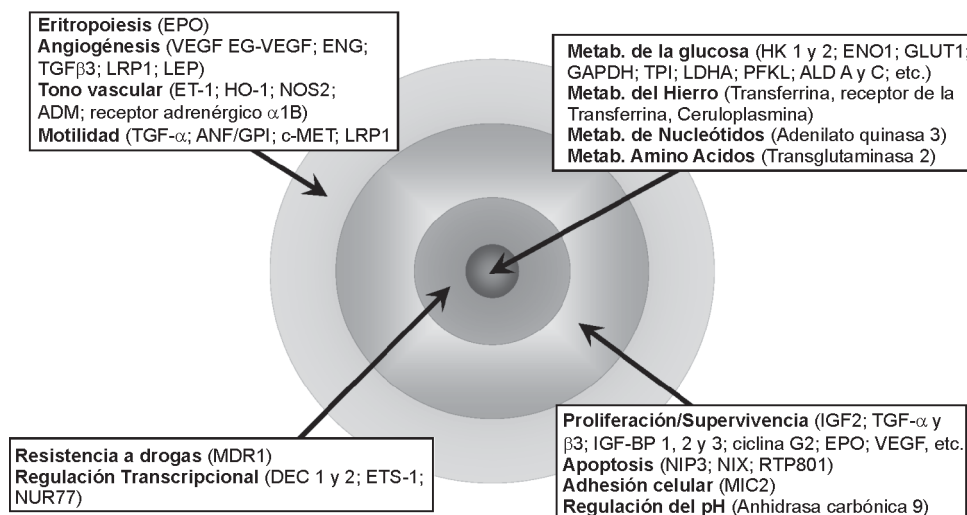 Eritropoiesis (EPO)
Angiogénesis (VEGF EG-VEGF; ENG;
TGFβ3; LRP1; LEP)
Tono vascular (ET-1; HO-1; NOS2;
ADM; receptor adrenérgico α1B)
Motilidad (TGF-α; ANF/GPI; c-MET; LRP1
Metab. de la glucosa (HK 1 y 2; ENO1; GLUT1;
GAPDH; TPI; LDHA; PFKL; ALD A y C; etc.)
Metab. del Hierro (Transferrina, receptor de la
Transferrina, Ceruloplasmina)
Metab. de Nucleótidos (Adenilato quinasa 3)
Metab. Amino Acidos (Transglutaminasa 2)
Resistencia a drogas (MDR1)
Regulación Transcripcional (DEC 1 y 2; ETS-1;
NUR77)
Proliferación/Supervivencia (IGF2; TGF-α y
β3; IGF-BP 1, 2 y 3; ciclina G2; EPO; VEGF, etc.
Apoptosis (NIP3; NIX; RTP801)
Adhesión celular (MIC2)
Regulación del pH (Anhidrasa carbónica 9)